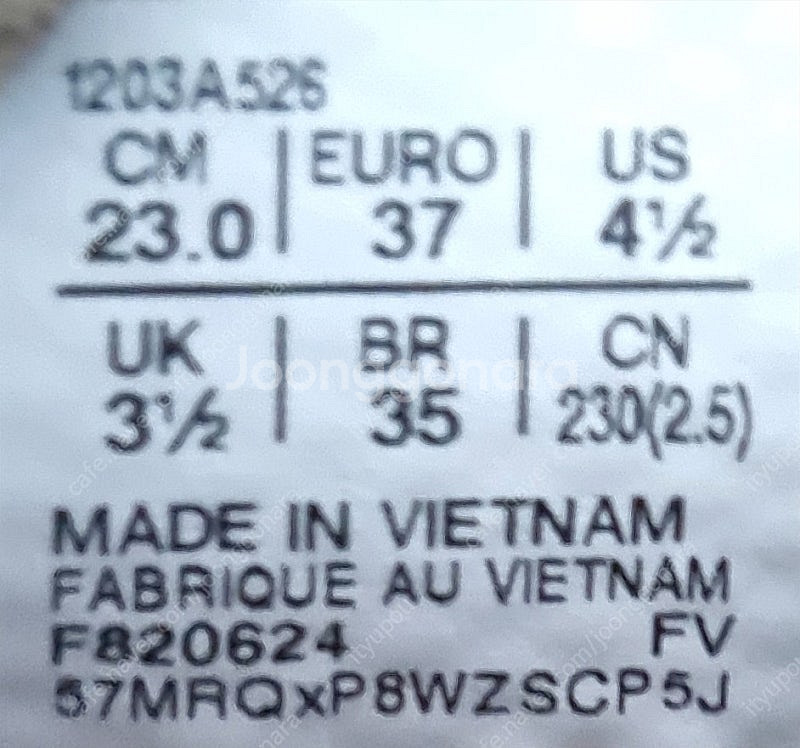 1203A526
CM | EURO | US
23.0 | 37 | 4½
UK | BR | CN
3½ | 35 | 230(2.5)
MADE IN VIETNAM
FABRIQUE AU VIETNAM
F820624 FV
57MRQxP8WZSCP5J
Joonggonara